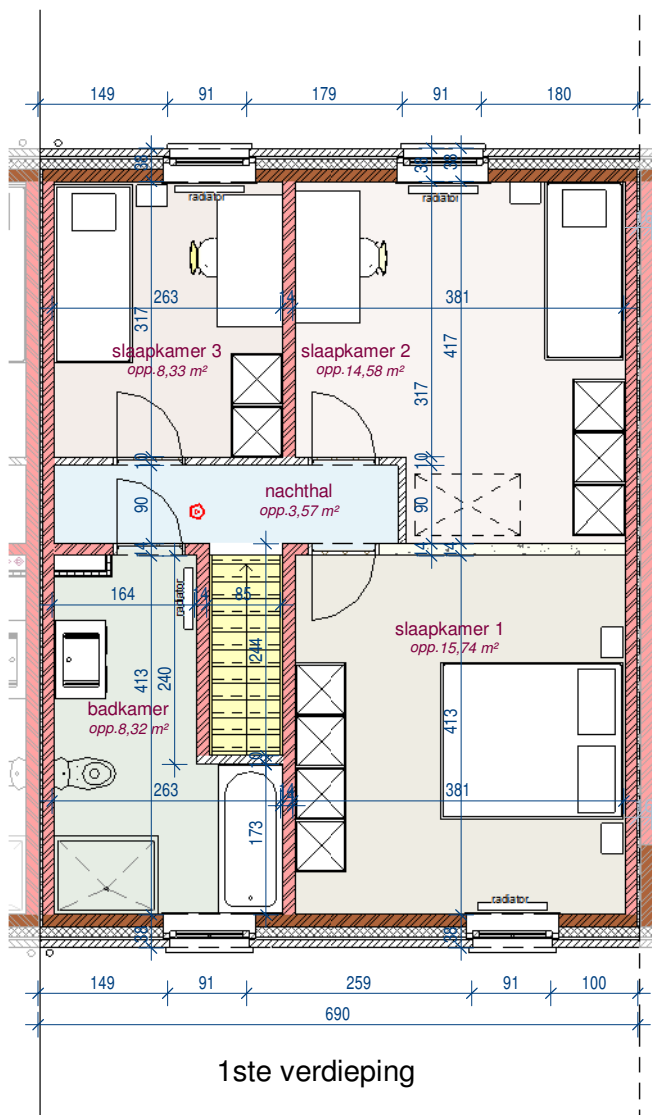 149 91 179 91 180
38 38 38
radiator radiator
263 14 381
317 417
slaapkamer 3 slaapkamer 2
opp.8,33 m² opp.14,58 m²
317
10 10
nachthal
90 opp.3,57 m² 90
14 14 14
164 14 85
radiator
slaapkamer 1
opp.15,74 m²
244
413 240
badkamer
opp.8,32 m²
413
10
263 14 381
173
radiator
38 38
149 91 259 91 100
690
1ste verdieping